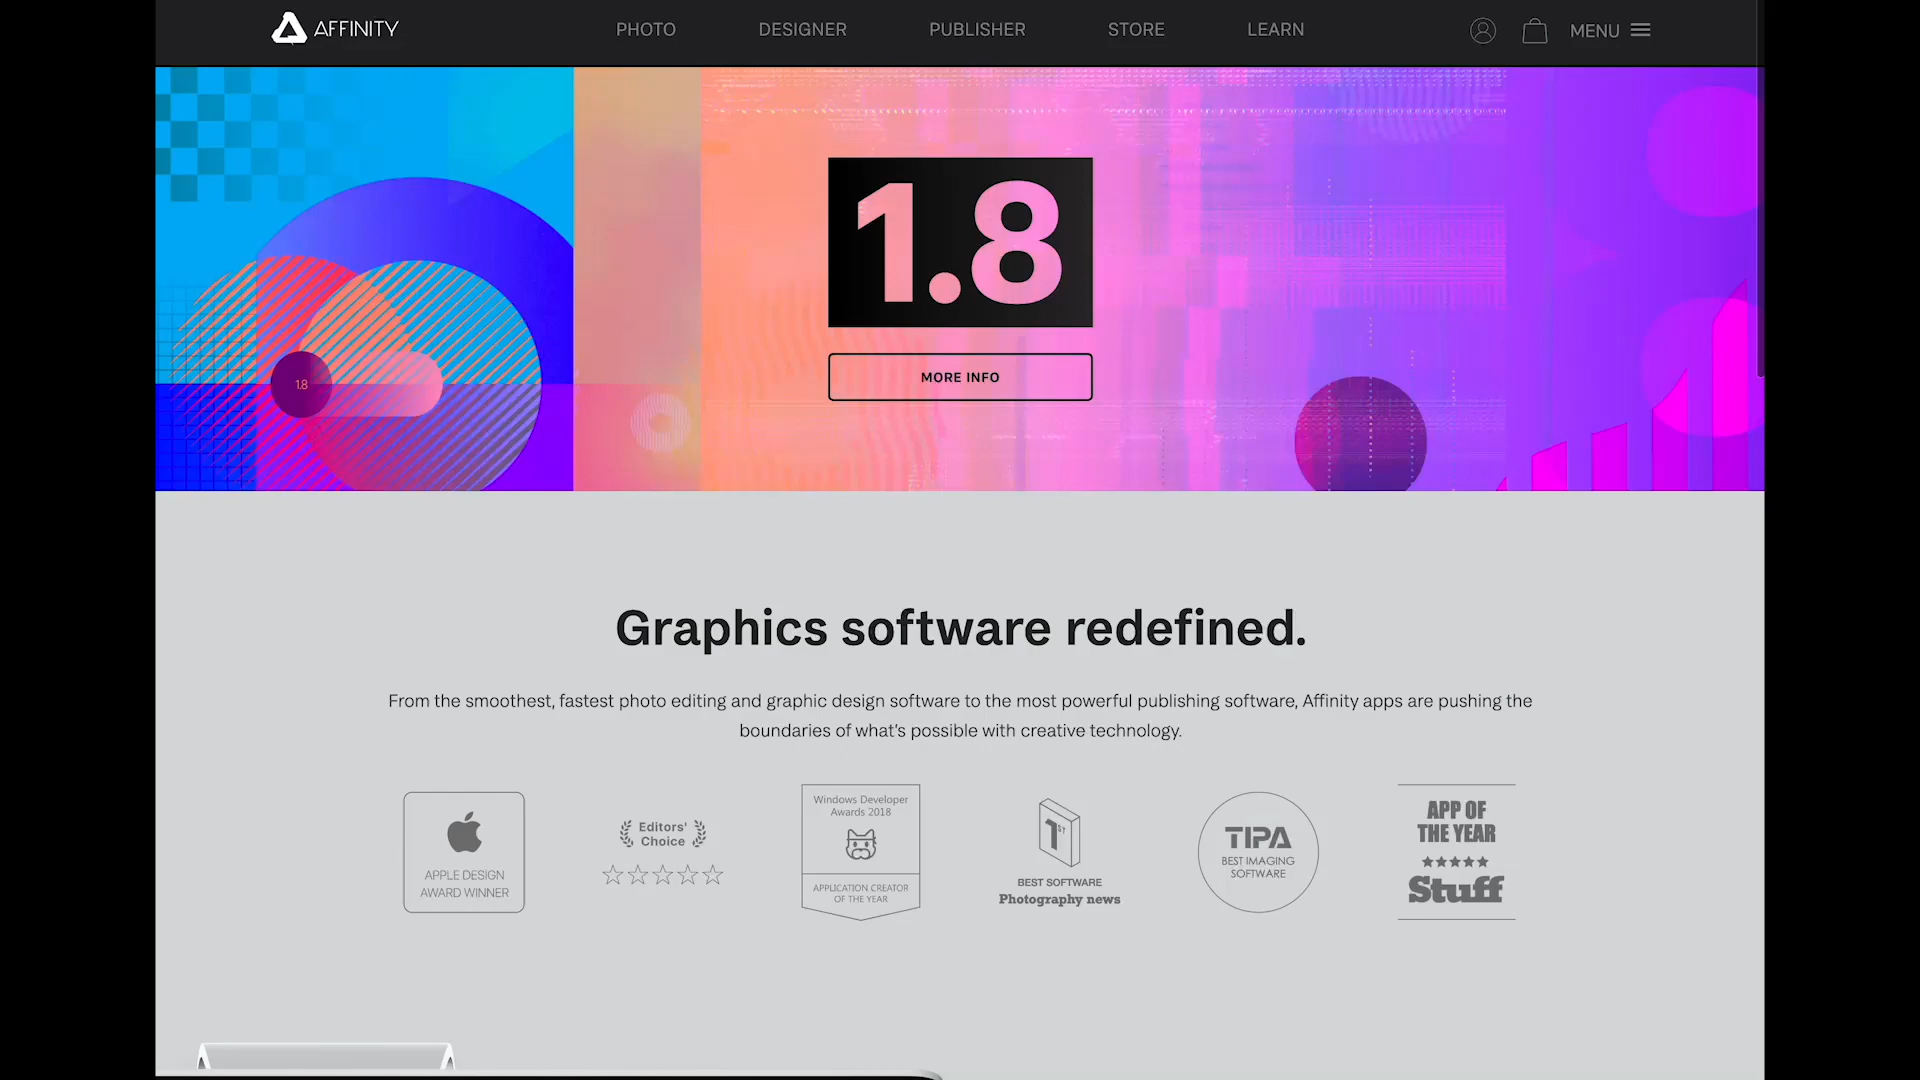 AFFINITY
PHOTO
DESIGNER
PUBLISHER
STORE
LEARN
MENU
1.8
MORE INFO
1.8
Graphics software redefined.
From the smoothest, fastest photo editing and graphic design software to the most powerful publishing software, Affinity apps are pushing the
boundaries of what's possible with creative technology.
APPLE DESIGN
AWARD WINNER
Editors'
Choice
Windows Developer
Awards 2018
APPLICATION CREATOR
OF THE YEAR
1ST
BEST SOFTWARE
Photography news
TIPA
BEST IMAGING
SOFTWARE
APP OF
THE YEAR
Stuff